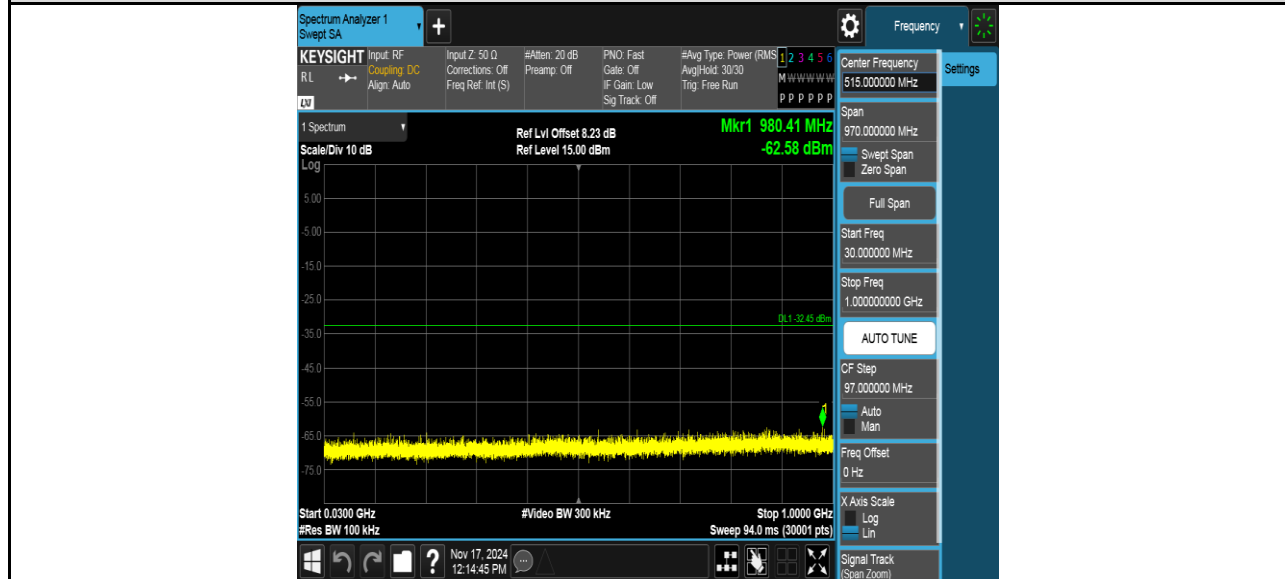 Spectrum Analyzer 1
Swept SA
+
Frequency
KEYSIGHT
RL
LXI
Input: RF
Coupling: DC
Align: Auto
Input Z: 50 Ω
Corrections: Off
Freq Ref: Int (S)
#Atten: 20 dB
Preamp: Off
PNO: Fast
Gate: Off
IF Gain: Low
Sig Track: Off
#Avg Type: Power (RMS
Avg|Hold: 30/30
Trig: Free Run
1 2 3 4 5 6
M W W W W W
P P P P P P
1 Spectrum
Scale/Div 10 dB
Ref Lvl Offset 8.23 dB
Ref Level 15.00 dBm
Mkr1 980.41 MHz
-62.58 dBm
Log
5.00
-5.00
-15.0
-25.0
DL1 -32.45 dBm
-35.0
-45.0
-55.0
1
-65.0
-75.0
Start 0.0300 GHz
#Video BW 300 kHz
Stop 1.0000 GHz
#Res BW 100 kHz
Sweep 94.0 ms (30001 pts)
?
Nov 17, 2024
12:14:45 PM
Center Frequency
515.000000 MHz
Settings
Span
970.000000 MHz
Swept Span
Zero Span
Full Span
Start Freq
30.000000 MHz
Stop Freq
1.000000000 GHz
AUTO TUNE
CF Step
97.000000 MHz
Auto
Man
Freq Offset
0 Hz
X Axis Scale
Log
Lin
Signal Track
(Span Zoom)